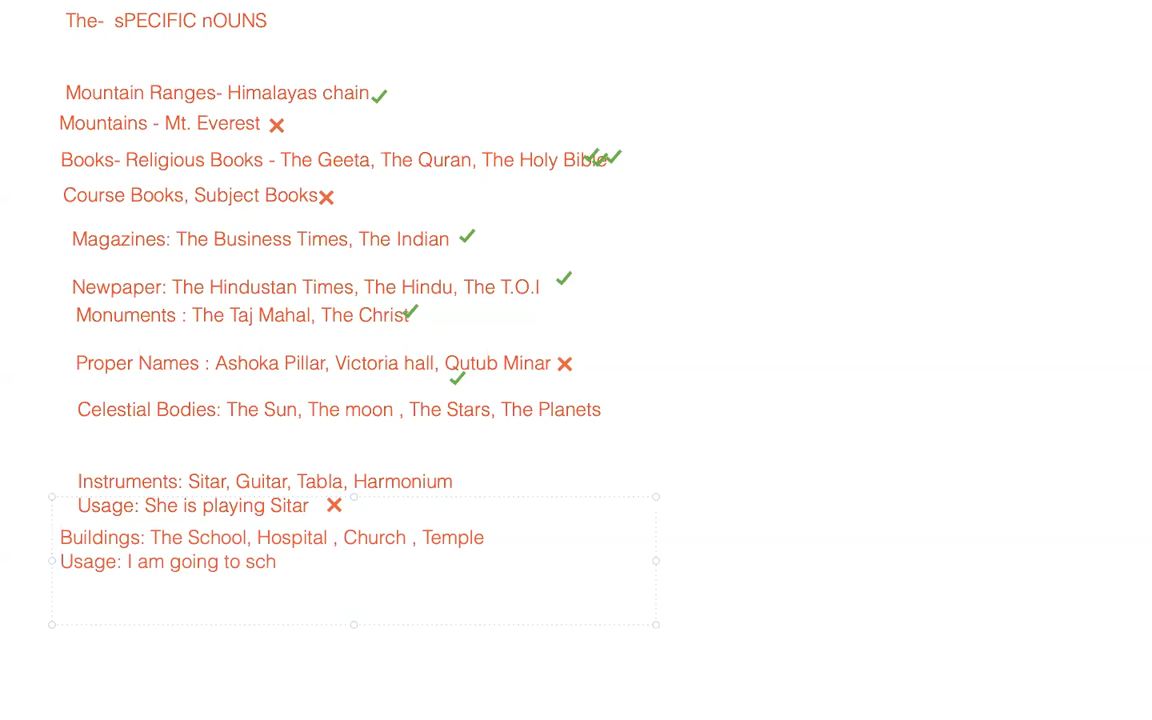 The- sPECIFIC nOUNS
Mountain Ranges- Himalayas chain
Mountains - Mt. Everest
Books- Religious Books - The Geeta, The Quran, The Holy Bible
Course Books, Subject Books
Magazines: The Business Times, The Indian
Newpaper: The Hindustan Times, The Hindu, The T.O.I
Monuments : The Taj Mahal, The Christ
Proper Names : Ashoka Pillar, Victoria hall, Qutub Minar
Celestial Bodies: The Sun, The moon , The Stars, The Planets
Instruments: Sitar, Guitar, Tabla, Harmonium
Usage: She is playing Sitar
Buildings: The School, Hospital , Church , Temple
Usage: I am going to sch